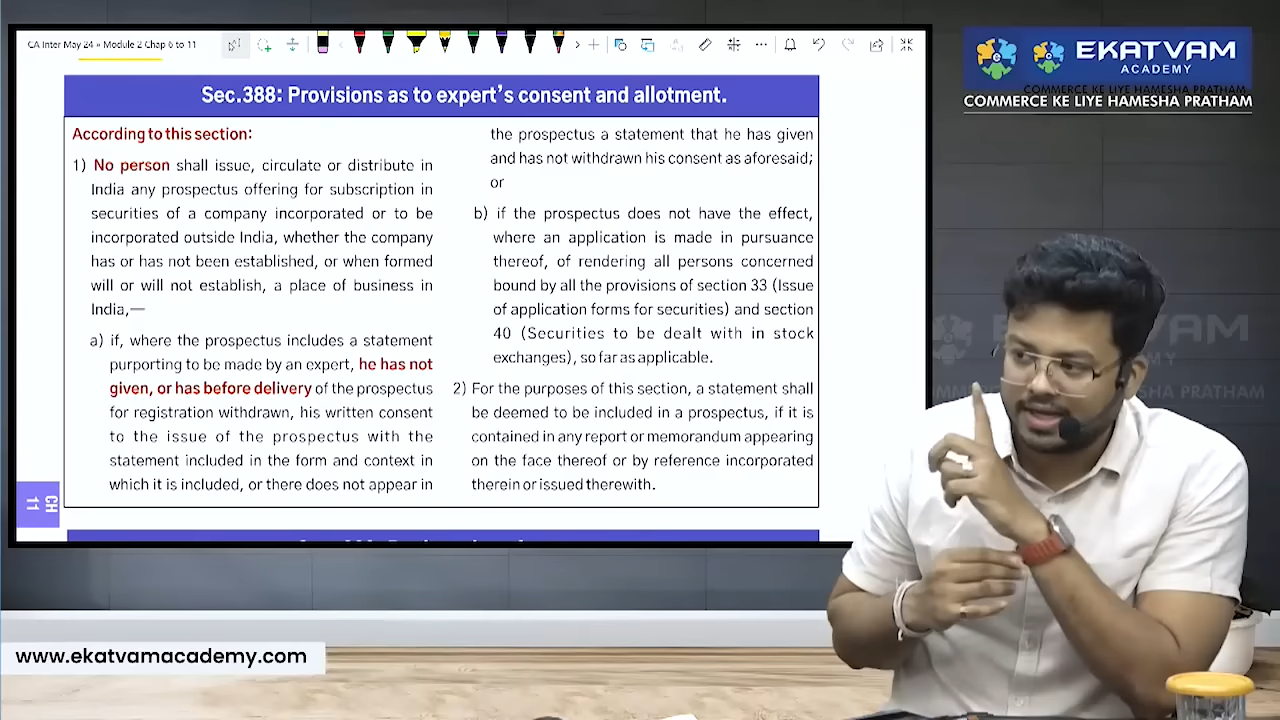 CA Inter May 24 » Module 2 Chap 6 to 11
EKATVAM
ACADEMY
COMMERCE KE LIYE HAMESHA PRATHAM
COMMERCE KE LIYE HAMESHA PRATHAM
Sec.388: Provisions as to expert's consent and allotment.
According to this section:
1) No person shall issue, circulate or distribute in
India any prospectus offering for subscription in
securities of a company incorporated or to be
incorporated outside India, whether the company
has or has not been established, or when formed
will or will not establish, a place of business in
India,—
a) if, where the prospectus includes a statement
purporting to be made by an expert, he has not
given, or has before delivery of the prospectus
for registration withdrawn, his written consent
to the issue of the prospectus with the
statement included in the form and context in
which it is included, or there does not appear in
the prospectus a statement that he has given
and has not withdrawn his consent as aforesaid;
or
b) if the prospectus does not have the effect,
where an application is made in pursuance
thereof, of rendering all persons concerned
bound by all the provisions of section 33 (Issue
of application forms for securities) and section
40 (Securities to be dealt with in stock
exchanges), so far as applicable.
2) For the purposes of this section, a statement shall
be deemed to be included in a prospectus, if it is
contained in any report or memorandum appearing
on the face thereof or by reference incorporated
therein or issued therewith.
CH
11
www.ekatvamacademy.com